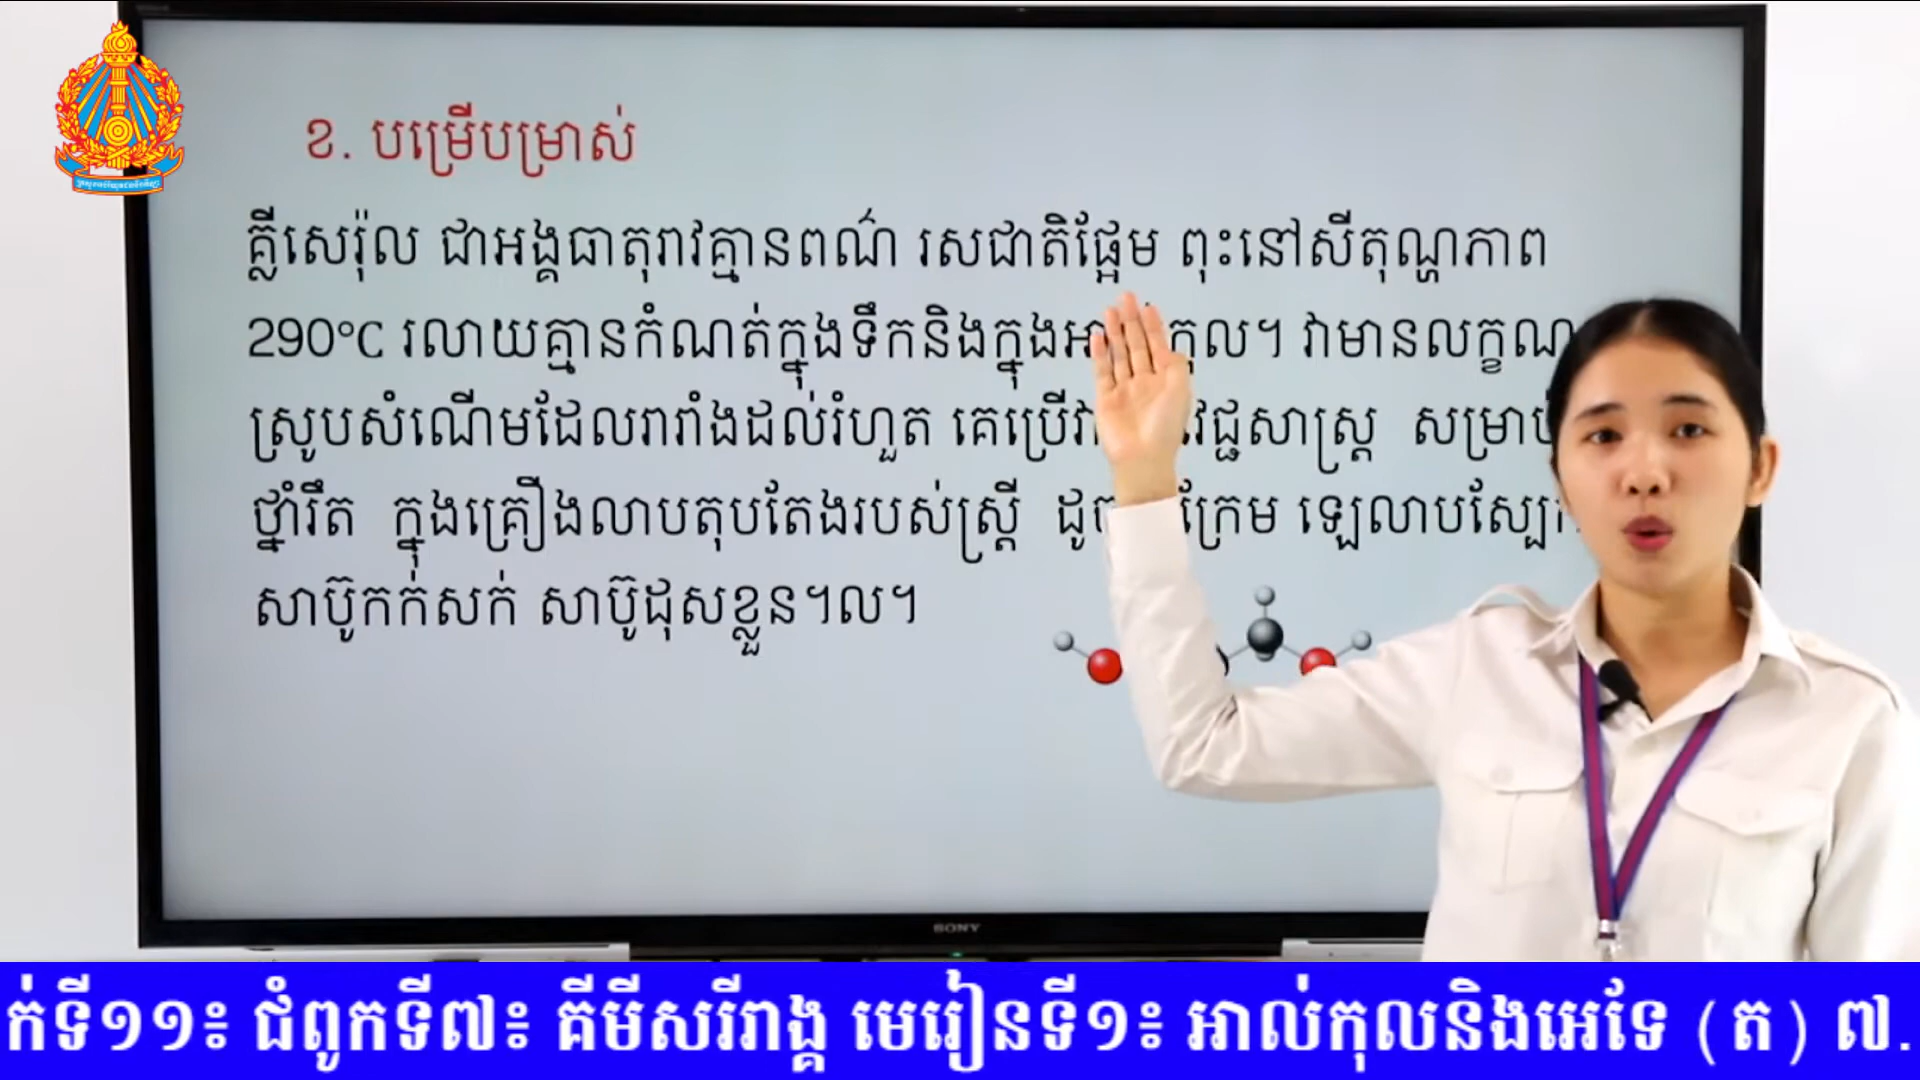 ខ. បម្រើបម្រាស់
គ្លីសេរ៉ុល ជាអង្គធាតុរាវគ្មានពណ៌ រសជាតិផ្អែម ពុះនៅសីតុណ្ហភាព
290°C រលាយគ្មានកំណត់ក្នុងទឹកនិងក្នុង វាមានលក្ខណ
ស្រូបសំណើមដែលរារាំងដល់រំហួត គេប្រើ វេជ្ជសាស្ត្រ
ថ្នាំរឹត ក្នុងគ្រឿងលាបតុបតែងរបស់ស្ត្រី ក្រែម ឡេលាបស្បែក
សាប៊ូកក់សក់ សាប៊ូដុសខ្លួន។ល។
SONY
ក់ទី១១៖ ជំពូកទី៧៖ គីមីសរីរាង្គ មេរៀនទី១៖ អាល់កុលនិងអេទែ (ត) ៧.